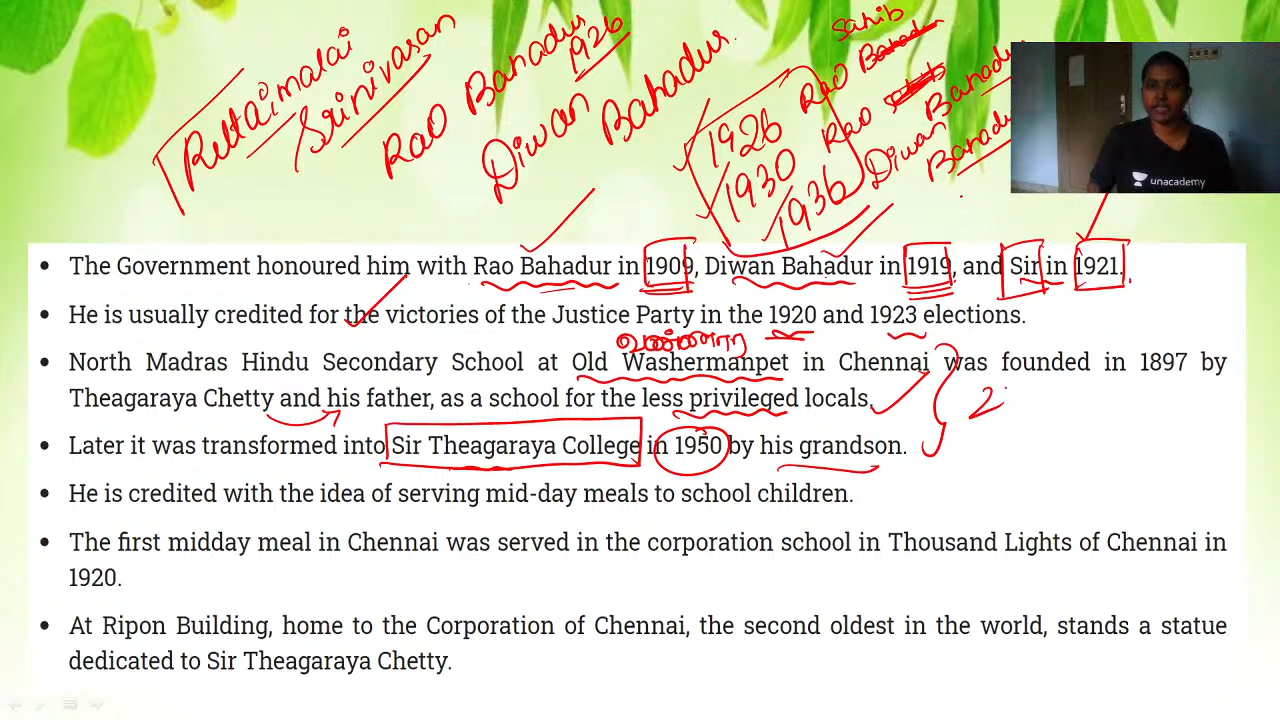 Rettaimalai
Srinivasan
Rao Bahadur
1926
Diwan Bahadur.
1926 Rao Sahib
1930 Rao Bahadur
1936 Diwan Bahadur
unacademy
• The Government honoured him with Rao Bahadur in 1909, Diwan Bahadur in 1919, and Sir in 1921.
• He is usually credited for the victories of the Justice Party in the 1920 and 1923 elections.
• North Madras Hindu Secondary School at Old Washermanpet in Chennai was founded in 1897 by
Theagaraya Chetty and his father, as a school for the less privileged locals.
2
• Later it was transformed into Sir Theagaraya College in 1950 by his grandson.
• He is credited with the idea of serving mid-day meals to school children.
• The first midday meal in Chennai was served in the corporation school in Thousand Lights of Chennai in
1920.
• At Ripon Building, home to the Corporation of Chennai, the second oldest in the world, stands a statue
dedicated to Sir Theagaraya Chetty.